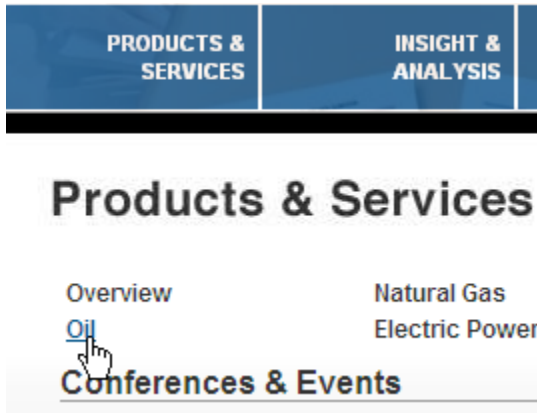 PRODUCTS &
SERVICES
INSIGHT &
ANALYSIS
Products & Services
Overview
Natural Gas
Oil
Electric Power
Conferences & Events